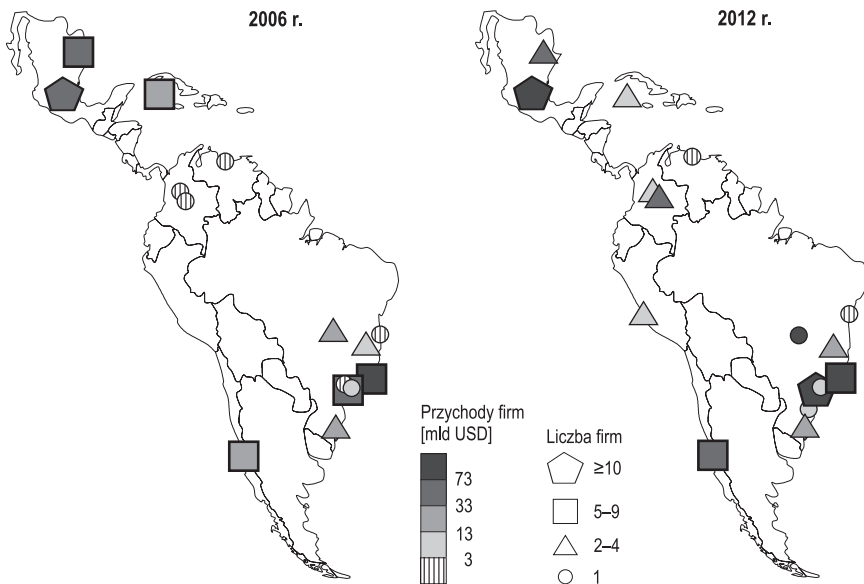 2006 r.
2012 r.
Przychody firm
[mld USD]
73
33
13
3
Liczba firm
≥10
5–9
2–4
1